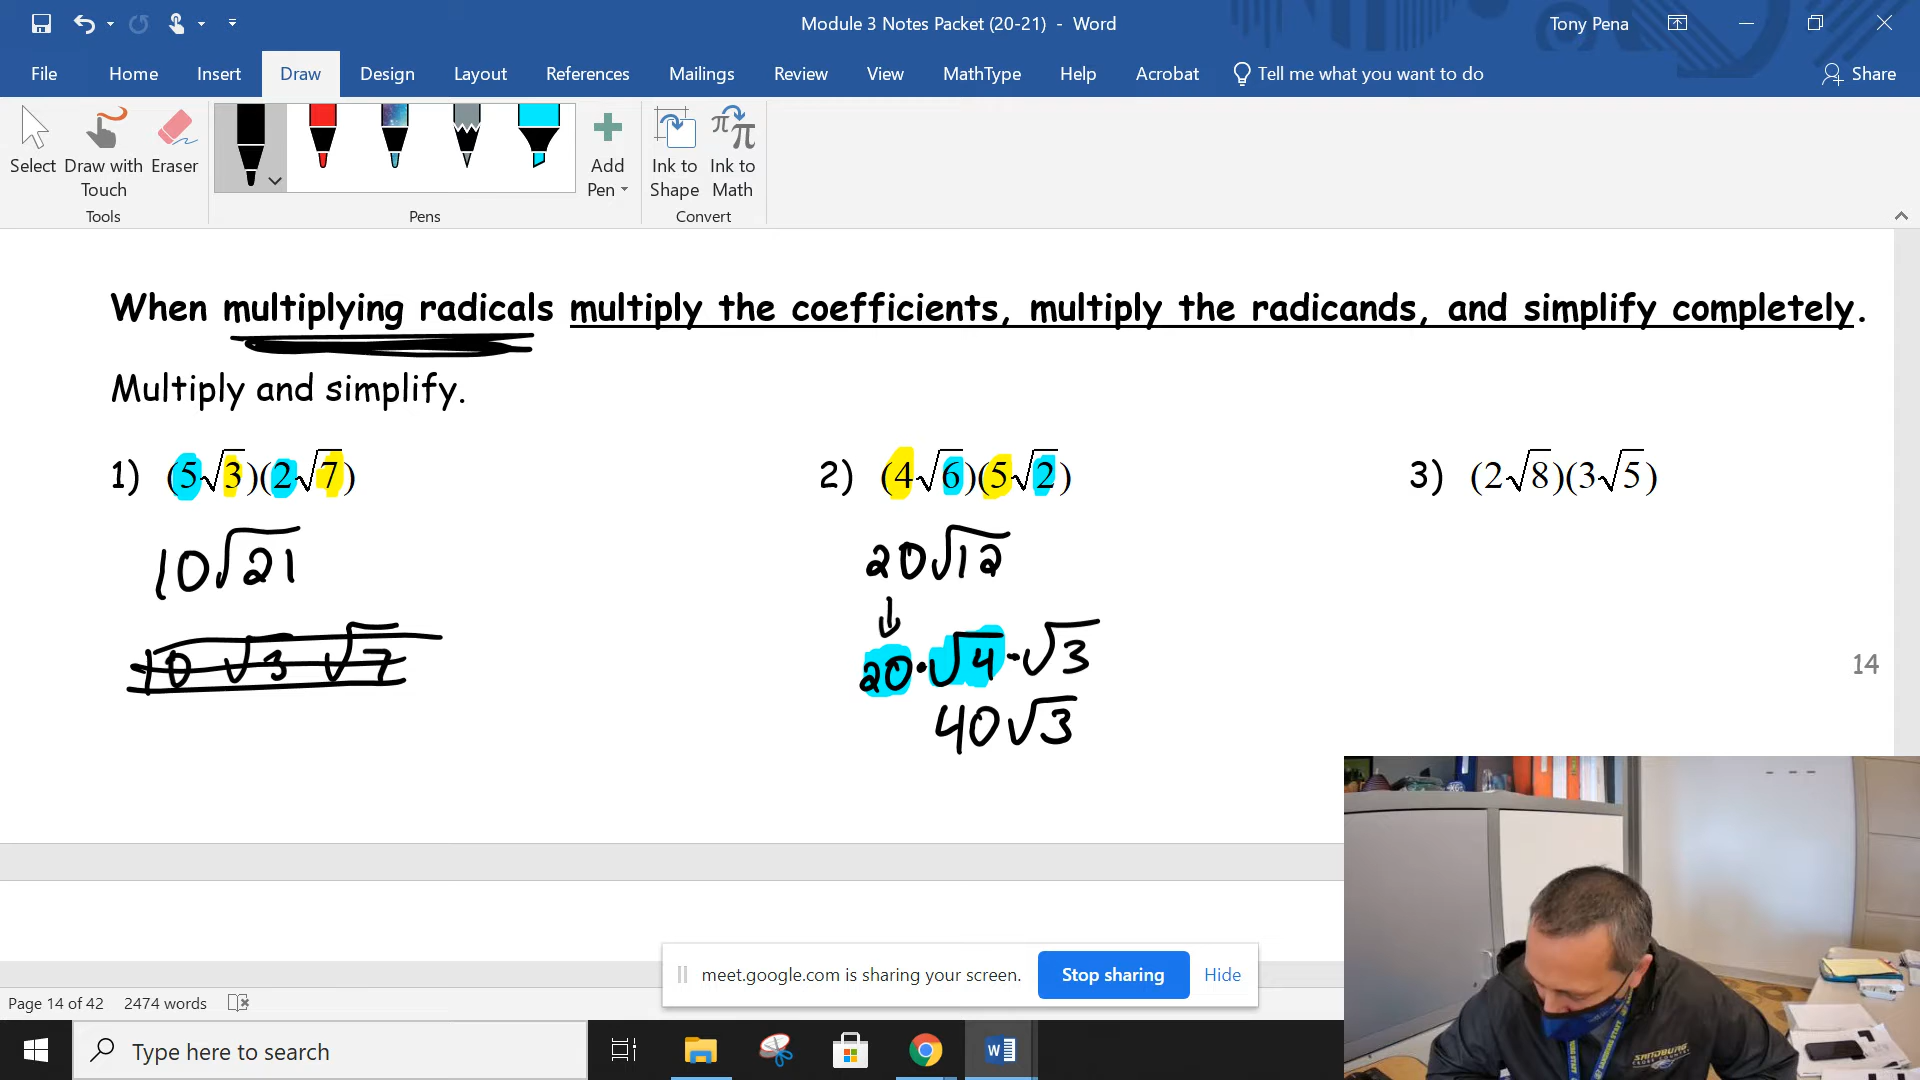 Module 3 Notes Packet (20-21) - Word
Tony Pena
File Home Insert Draw Design Layout References Mailings Review View MathType Help Acrobat Tell me what you want to do Share
Select
Draw with Touch
Eraser
Add Pen
Ink to Shape
Ink to Math
Tools
Pens
Convert
When multiplying radicals multiply the coefficients, multiply the radicands, and simplify completely.
Multiply and simplify.
1) (5√3)(2√7)
10√21
10 √3 √7
2) (4√6)(5√2)
20√12
↓
20·√4·√3
40√3
3) (2√8)(3√5)
14
meet.google.com is sharing your screen. Stop sharing Hide
Page 14 of 42 2474 words
Type here to search
SANDBURG